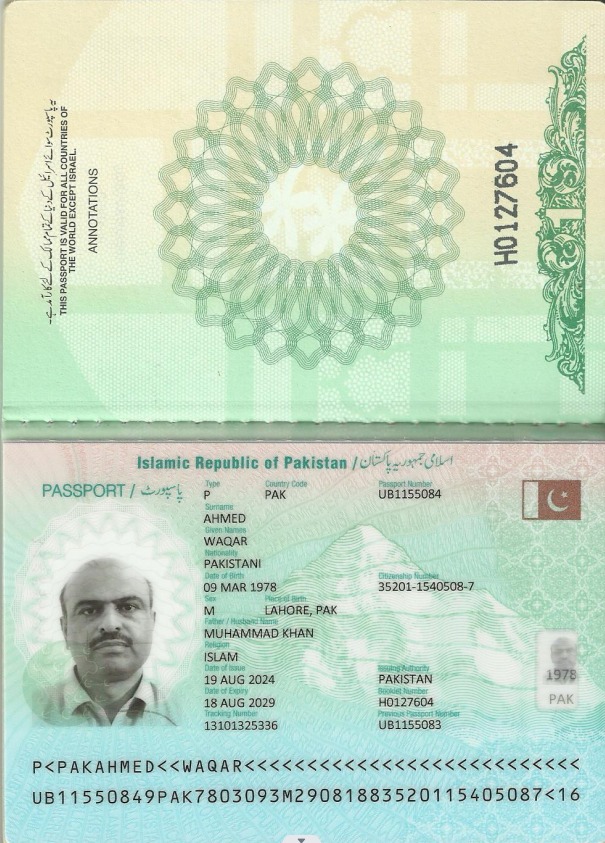 یہ پاسپورٹ سوائے اسرائیل کے دنیا کے تمام ممالک کے لئے کارآمد ہے۔
THIS PASSPORT IS VALID FOR ALL COUNTRIES OF
THE WORLD EXCEPT ISRAEL.
ANNOTATIONS
H0127604
1
Islamic Republic of Pakistan / اسلامی جمہوریہ پاکستان
PASSPORT / پاسپورٹ
Type Country Code Passport Number
P PAK UB1155084
Surname
AHMED
Given Names
WAQAR
Nationality
PAKISTANI
Date of Birth Citizenship Number
09 MAR 1978 35201-1540508-7
Sex Place of Birth
M LAHORE, PAK
Father / Husband Name
MUHAMMAD KHAN
Religion
ISLAM
Date of Issue Issuing Authority
19 AUG 2024 PAKISTAN
Date of Expiry Booklet Number
18 AUG 2029 H0127604
Tracking Number Previous Passport Number
13101325336 UB1155083
1978
PAK
P<PAKAHMED<<WAQAR<<<<<<<<<<<<<<<<<<<<<<<<<<<
UB11550849PAK7803093M29081883520115405087<16